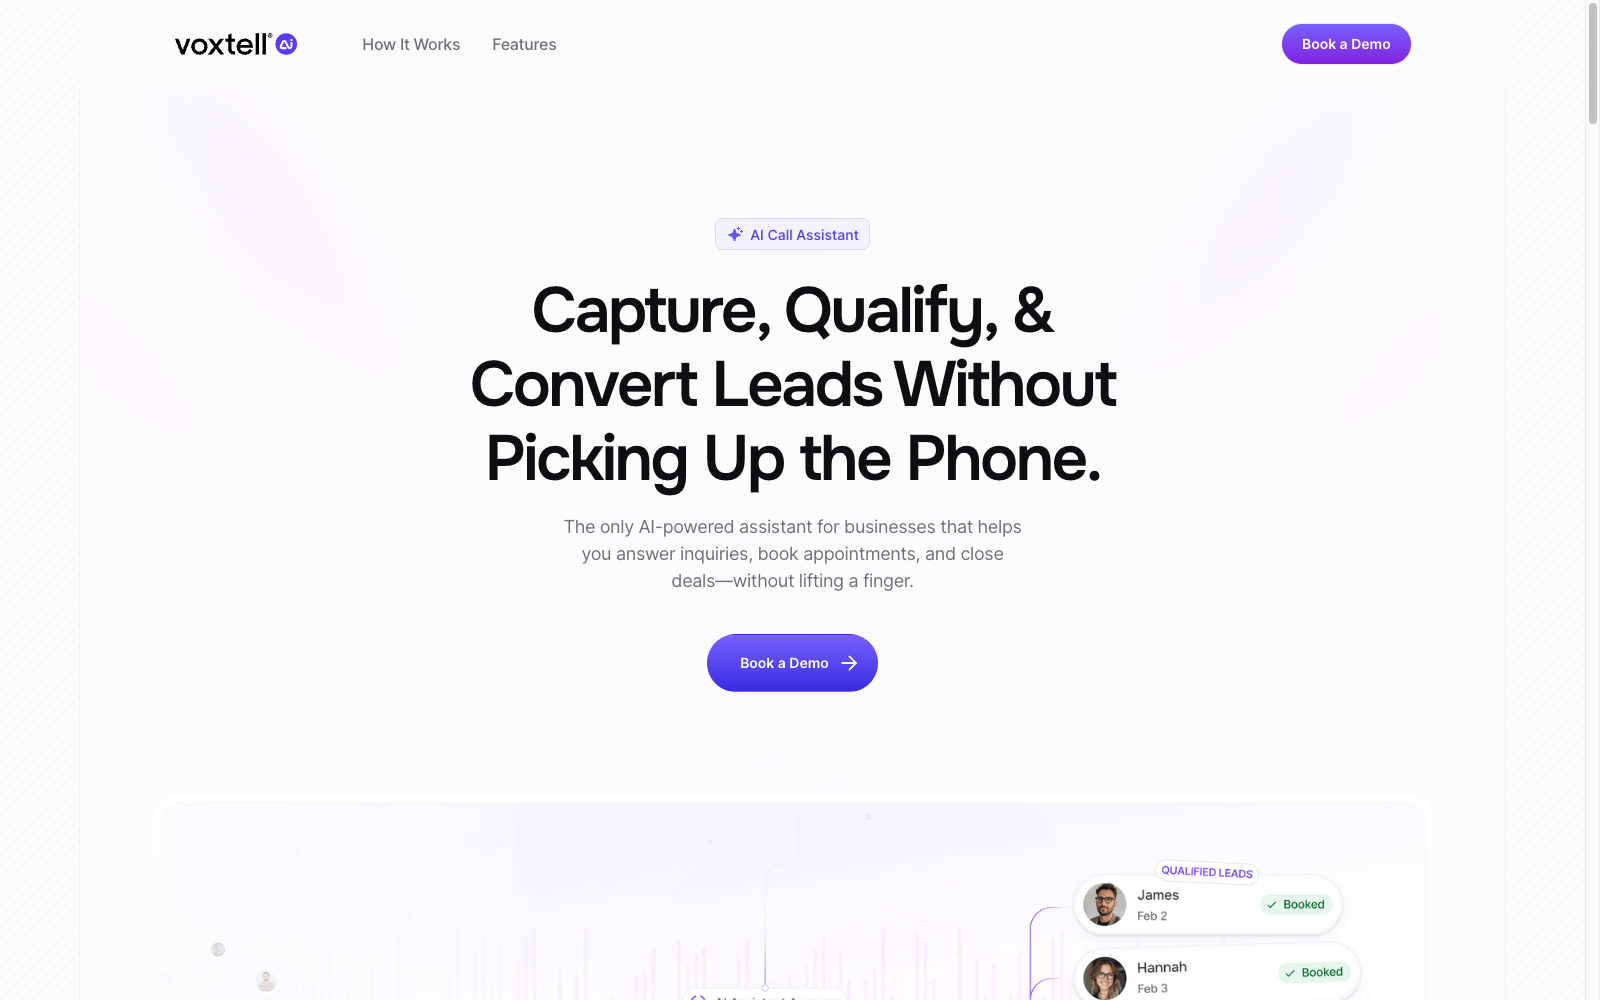 voxtell® Ai
How It Works
Features
Book a Demo
AI Call Assistant
Capture, Qualify, &
Convert Leads Without
Picking Up the Phone.
The only AI-powered assistant for businesses that helps
you answer inquiries, book appointments, and close
deals—without lifting a finger.
Book a Demo
QUALIFIED LEADS
James
Feb 2
Booked
Hannah
Feb 3
Booked